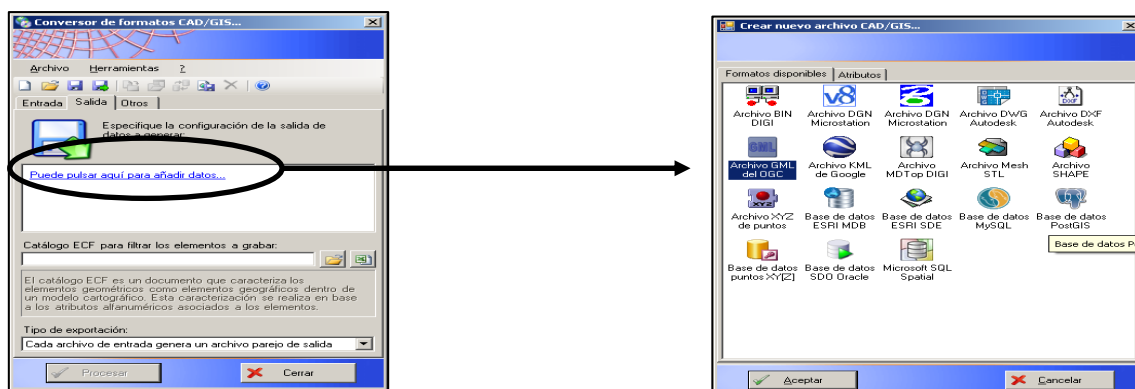 Conversor de formatos CAD/GIS...
Archivo Herramientas ?
Entrada Salida Otros
Especifique la configuración de la salida de
datos a generar:
Puede pulsar aquí para añadir datos...
Catálogo ECF para filtrar los elementos a grabar:
El catálogo ECF es un documento que caracteriza los
elementos geométricos como elementos geográficos dentro de
un modelo cartográfico. Esta caracterización se realiza en base
a los atributos alfanuméricos asociados a los elementos.
Tipo de exportación:
Cada archivo de entrada genera un archivo parejo de salida
Procesar Cerrar
Crear nuevo archivo CAD/GIS...
Formatos disponibles Atributos
Archivo BIN DIGI
Archivo DGN Microstation
Archivo DGN Microstation
Archivo DWG Autodesk
Archivo DXF Autodesk
Archivo GML del OGC
Archivo KML de Google
Archivo MDTop DIGI
Archivo Mesh STL
Archivo SHAPE
Archivo XYZ de puntos
Base de datos ESRI MDB
Base de datos ESRI SDE
Base de datos MySQL
Base de datos PostGIS
Base de datos P
Base de datos puntos XY[Z]
Base de datos SDO Oracle
Microsoft SQL Spatial
Aceptar Cancelar